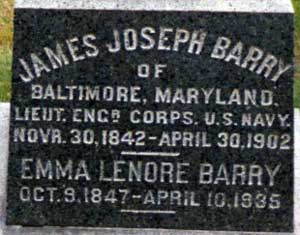 JAMES JOSEPH BARRY
OF
BALTIMORE, MARYLAND.
LIEUT. ENGR. CORPS. U.S. NAVY.
NOVR. 30, 1842-APRIL 30, 1902
EMMA LENORE BARRY
OCT. 9, 1847-APRIL 10, 1935